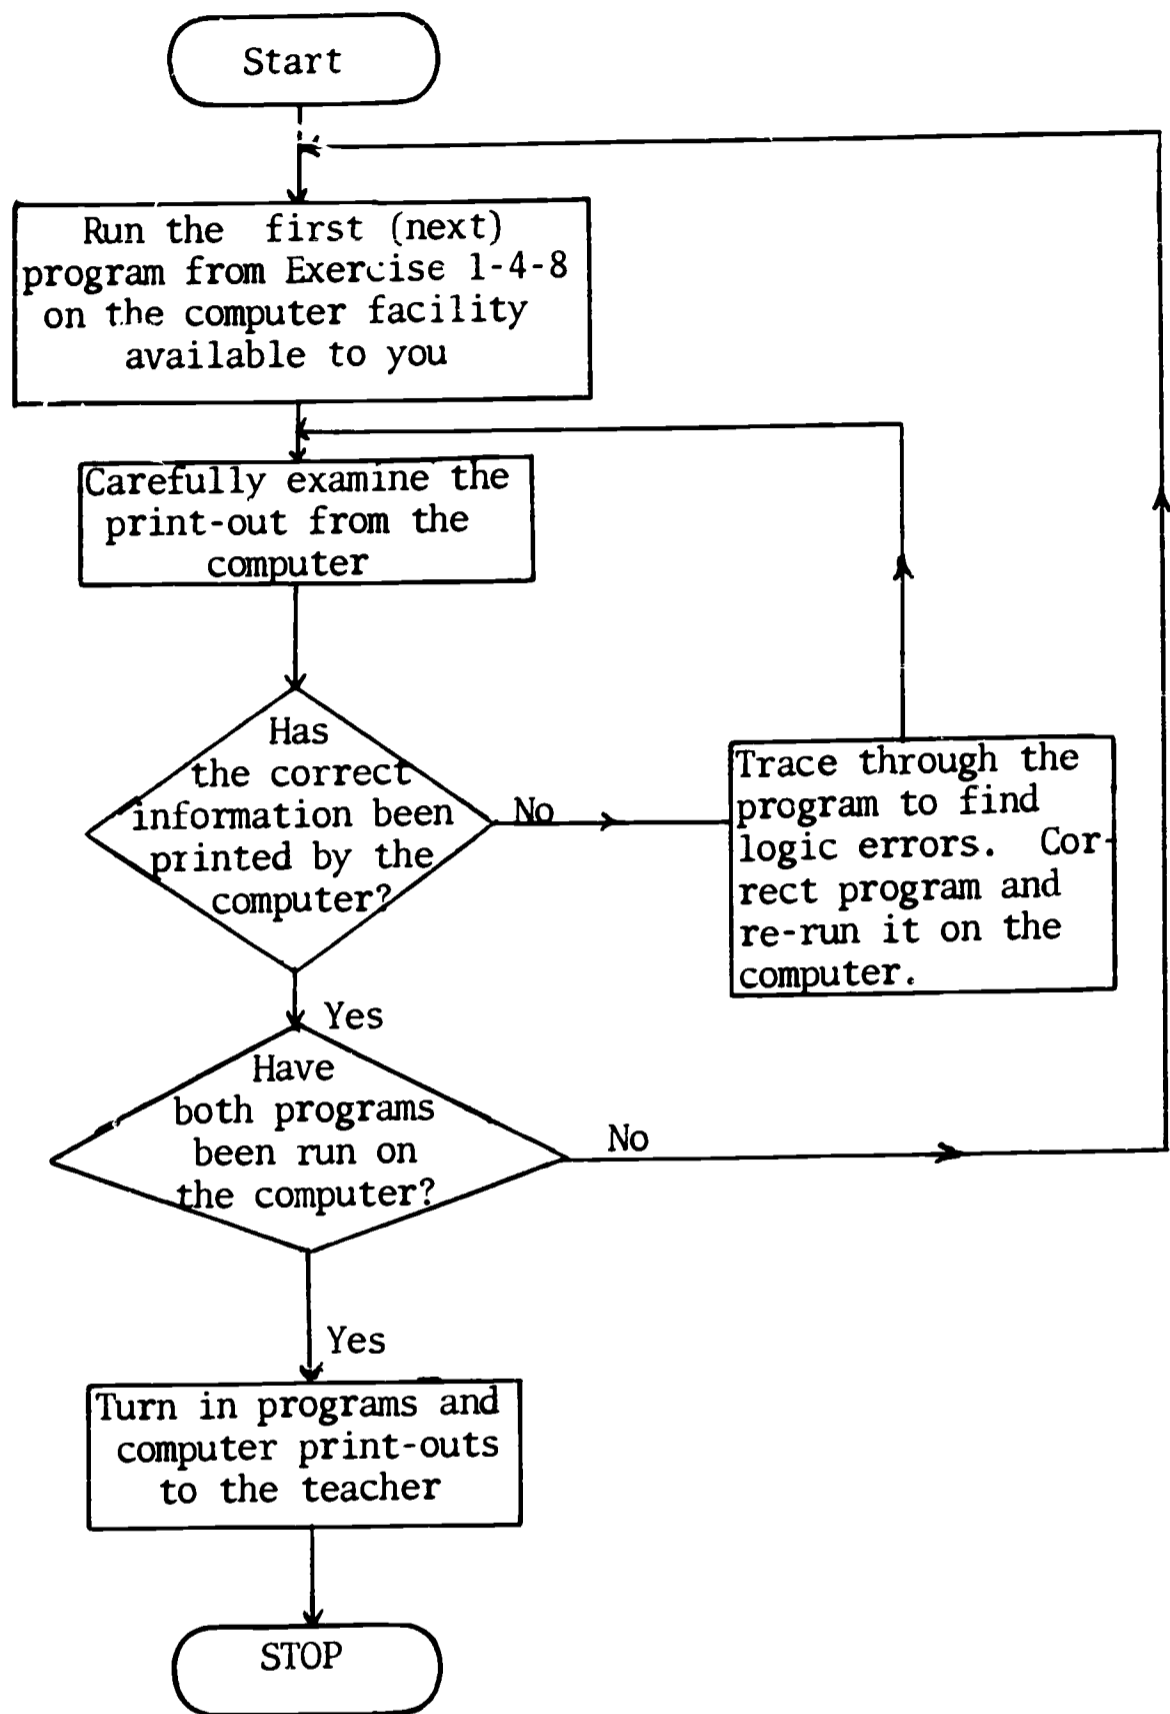 Start
Run the first (next)
program from Exercise 1-4-8
on the computer facility
available to you
Carefully examine the
print-out from the
computer
Has
the correct
information been
printed by the
computer?
No
Trace through the
program to find
logic errors. Cor-
rect program and
re-run it on the
computer.
Yes
Have
both programs
been run on
the computer?
No
Yes
Turn in programs and
computer print-outs
to the teacher
STOP